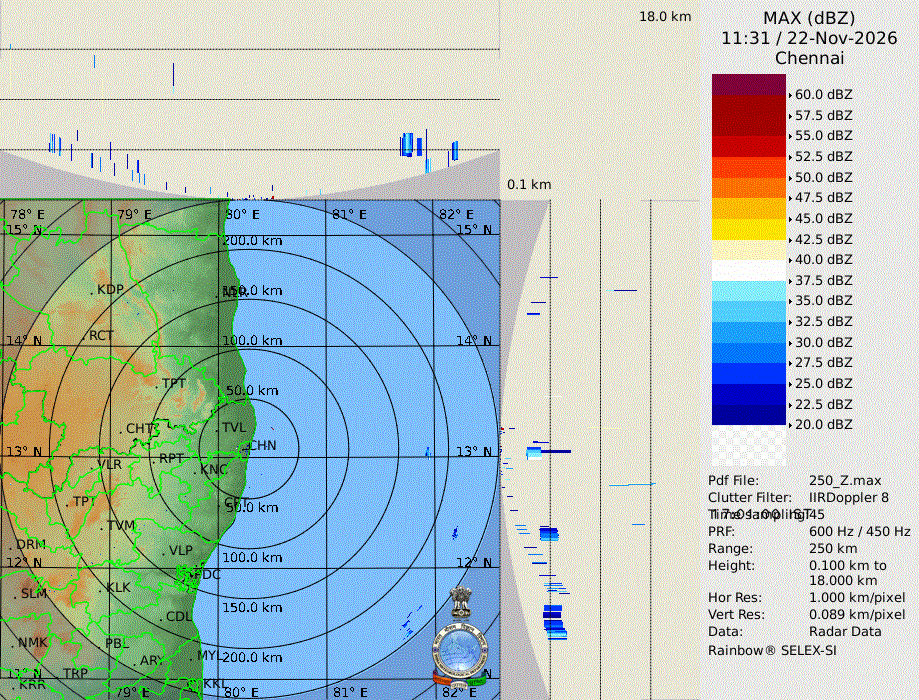 18.0 km
0.1 km
MAX (dBZ)
11:31 / 22-Nov-2026
Chennai
60.0 dBZ
57.5 dBZ
55.0 dBZ
52.5 dBZ
50.0 dBZ
47.5 dBZ
45.0 dBZ
42.5 dBZ
40.0 dBZ
37.5 dBZ
35.0 dBZ
32.5 dBZ
30.0 dBZ
27.5 dBZ
25.0 dBZ
22.5 dBZ
20.0 dBZ
Pdf File: 250_Z.max
Clutter Filter: IIRDoppler 8
Time sampling: 45
PRF: 600 Hz / 450 Hz
Range: 250 km
Height: 0.100 km to
18.000 km
Hor Res: 1.000 km/pixel
Vert Res: 0.089 km/pixel
Data: Radar Data
Rainbow® SELEX-SI
78° E 79° E 80° E 81° E 82° E
15° N 15° N
200.0 km
KDP
150.0 km
RCT
14° N 100.0 km 14° N
TPT
50.0 km
CHT TVL
CHN
13° N 13° N
VLR RPT KNC
TPT
50.0 km
TVM
DRM VLP
100.0 km
12° N 12° N
PDC
SLM KLK
150.0 km
CDL
NMK PBL
ARY MYL 200.0 km
TRP
KRR KKL
79° E 80° E 81° E 82° E